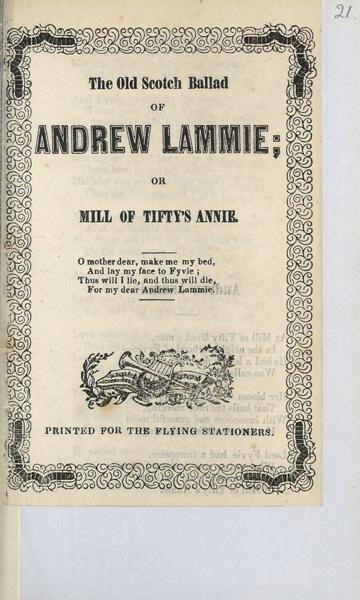 21.
The Old Scotch Ballad
OF
ANDREW LAMMIE;
OR
MILL OF TIFTY'S ANNIE.
O mother dear, make me my bed,
And lay my face to Fyvie;
Thus will I lie, and thus will die,
For my dear Andrew Lammie.
PRINTED FOR THE FLYING STATIONERS.